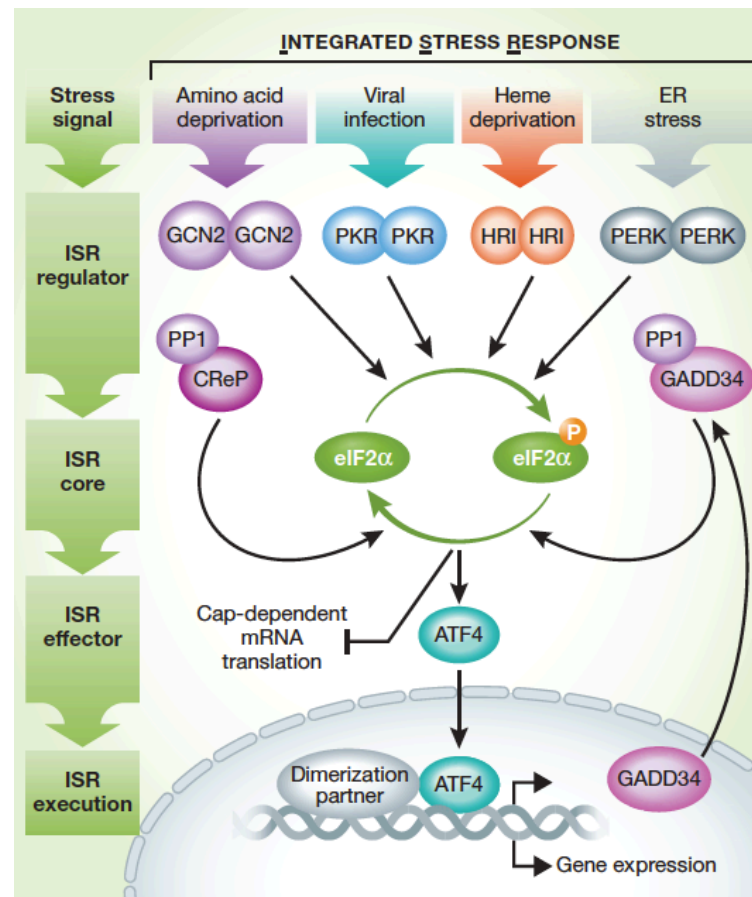 INTEGRATED STRESS RESPONSE
Stress
signal
Amino acid
deprivation
Viral
infection
Heme
deprivation
ER
stress
ISR
regulator
GCN2 GCN2
PKR PKR
HRI HRI
PERK PERK
PP1
CReP
PP1
GADD34
ISR
core
eIF2α
eIF2α
P
ISR
effector
Cap-dependent
mRNA
translation
ATF4
ISR
execution
Dimerization
partner
ATF4
GADD34
Gene expression